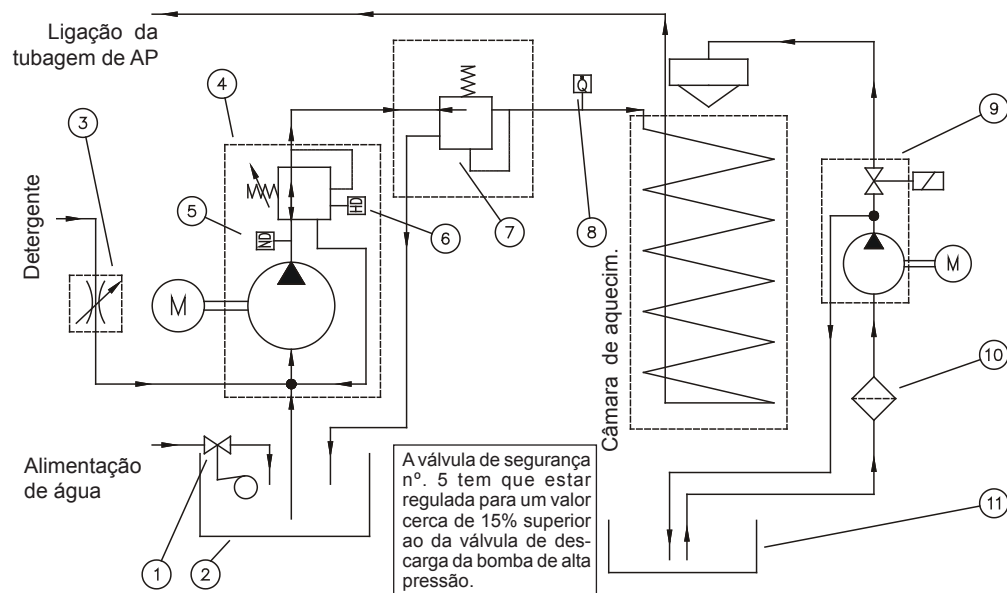 Ligação da
tubagem de AP
4
3
9
Detergente
5
ND
HD
6
7
Q
8
M
M
Câmara de aquecim.
10
Alimentação
de água
A válvula de segurança
nº. 5 tem que estar
regulada para um valor
cerca de 15% superior
ao da válvula de des-
carga da bomba de alta
pressão.
11
1
2